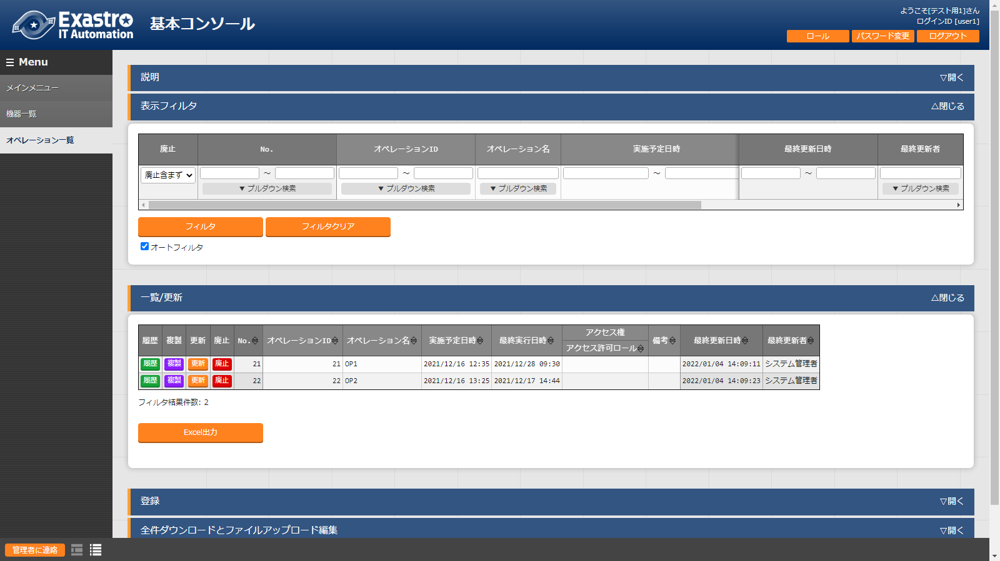 Exastro
IT Automation
基本コンソール
ようこそ[テスト用1]さん
ログインID [user1]
ロール パスワード変更 ログアウト
☰ Menu
メインメニュー
機器一覧
オペレーション一覧
説明 ▽開く
表示フィルタ △閉じる
廃止 No. オペレーションID オペレーション名 実施予定日時 最終更新日時 最終更新者
廃止含まず ～ ～ ～ ～
▼ プルダウン検索 ▼ プルダウン検索 ▼ プルダウン検索 ▼ プルダウン検索
フィルタ フィルタクリア
オートフィルタ
一覧/更新 △閉じる
履歴 複製 更新 廃止 No. オペレーションID オペレーション名 実施予定日時 最終実行日時 アクセス権 備考 最終更新日時 最終更新者
アクセス許可ロール
履歴 複製 更新 廃止 21 21 OP1 2021/12/16 12:35 2021/12/28 09:30 2022/01/04 14:09:11 システム管理者
履歴 複製 更新 廃止 22 22 OP2 2021/12/16 13:25 2021/12/17 14:44 2022/01/04 14:09:23 システム管理者
フィルタ結果件数: 2
Excel出力
登録 ▽開く
全件ダウンロードとファイルアップロード編集 ▽開く
管理者に連絡